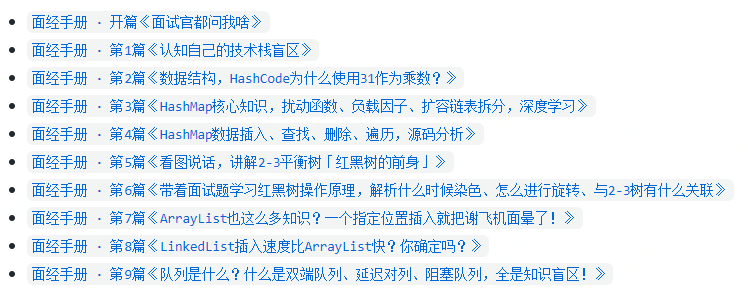 面经手册 · 开篇《面试官都问我啥》
面经手册 · 第1篇《认知自己的技术栈盲区》
面经手册 · 第2篇《数据结构，HashCode为什么使用31作为乘数？》
面经手册 · 第3篇《HashMap核心知识，扰动函数、负载因子、扩容链表拆分，深度学习》
面经手册 · 第4篇《HashMap数据插入、查找、删除、遍历，源码分析》
面经手册 · 第5篇《看图说话，讲解2-3平衡树「红黑树的前身」》
面经手册 · 第6篇《带着面试题学习红黑树操作原理，解析什么时候染色、怎么进行旋转、与2-3树有什么关联》
面经手册 · 第7篇《ArrayList也这么多知识？一个指定位置插入就把谢飞机面晕了！》
面经手册 · 第8篇《LinkedList插入速度比ArrayList快？你确定吗？》
面经手册 · 第9篇《队列是什么？什么是双端队列、延迟对列、阻塞队列，全是知识盲区！》